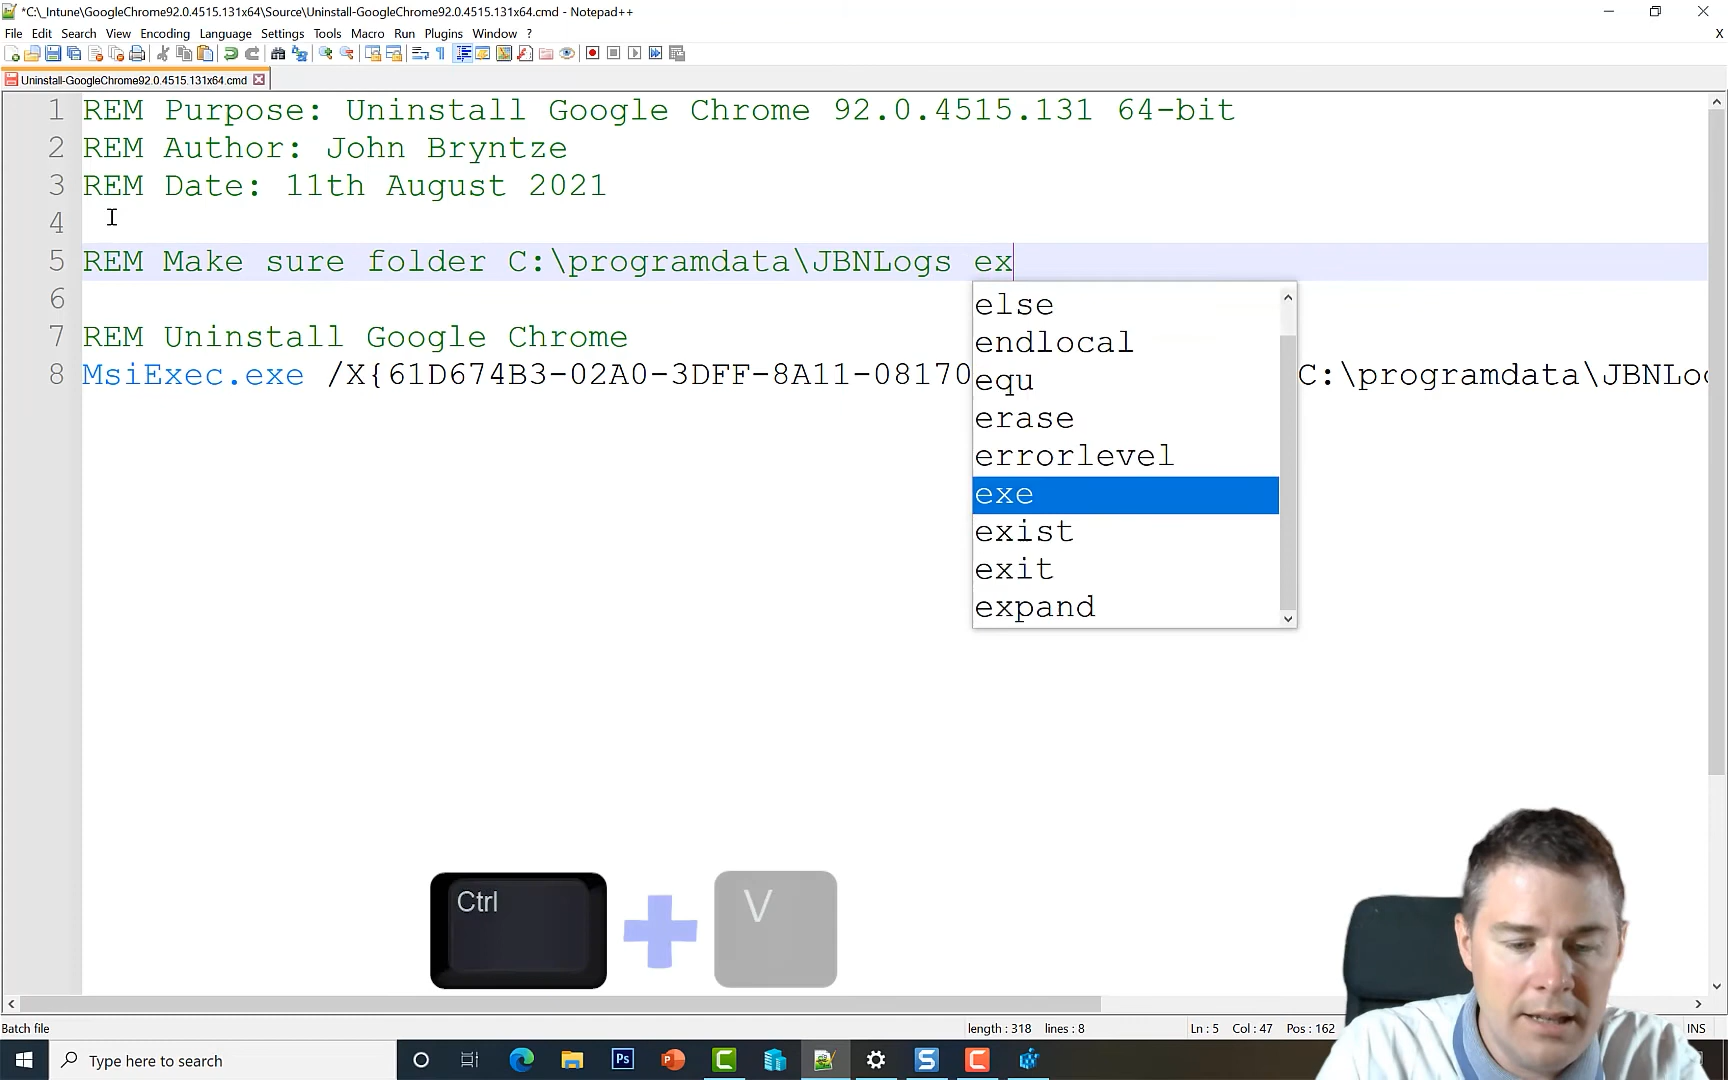 *C:\_Intune\GoogleChrome92.0.4515.131x64\Source\Uninstall-GoogleChrome92.0.4515.131x64.cmd - Notepad++
File Edit Search View Encoding Language Settings Tools Macro Run Plugins Window ? X
Uninstall-GoogleChrome92.0.4515.131x64.cmd
1 REM Purpose: Uninstall Google Chrome 92.0.4515.131 64-bit
2 REM Author: John Bryntze
3 REM Date: 11th August 2021
4
5 REM Make sure folder C:\programdata\JBNLogs ex
6
7 REM Uninstall Google Chrome
8 MsiExec.exe /X{61D674B3-02A0-3DFF-8A11-08170 C:\programdata\JBNLo
else
endlocal
equ
erase
errorlevel
exe
exist
exit
expand
Ctrl + V
Batch file length : 318 lines : 8 Ln : 5 Col : 47 Pos : 162 INS
Type here to search